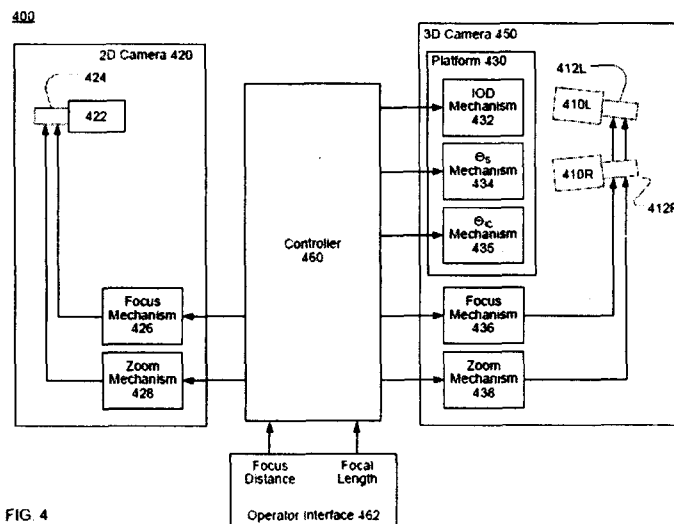 400
2D Camera 420
424
422
Focus
Mechanism
426
Zoom
Mechanism
428
Controller
460
3D Camera 450
Platform 430
IOD
Mechanism
432
ΘS
Mechanism
434
ΘIC
Mechanism
435
Focus
Mechanism
436
Zoom
Mechanism
438
412L
410L
410R
412R
Focus
Distance
Focal
Length
Operator Interface 462
FIG. 4